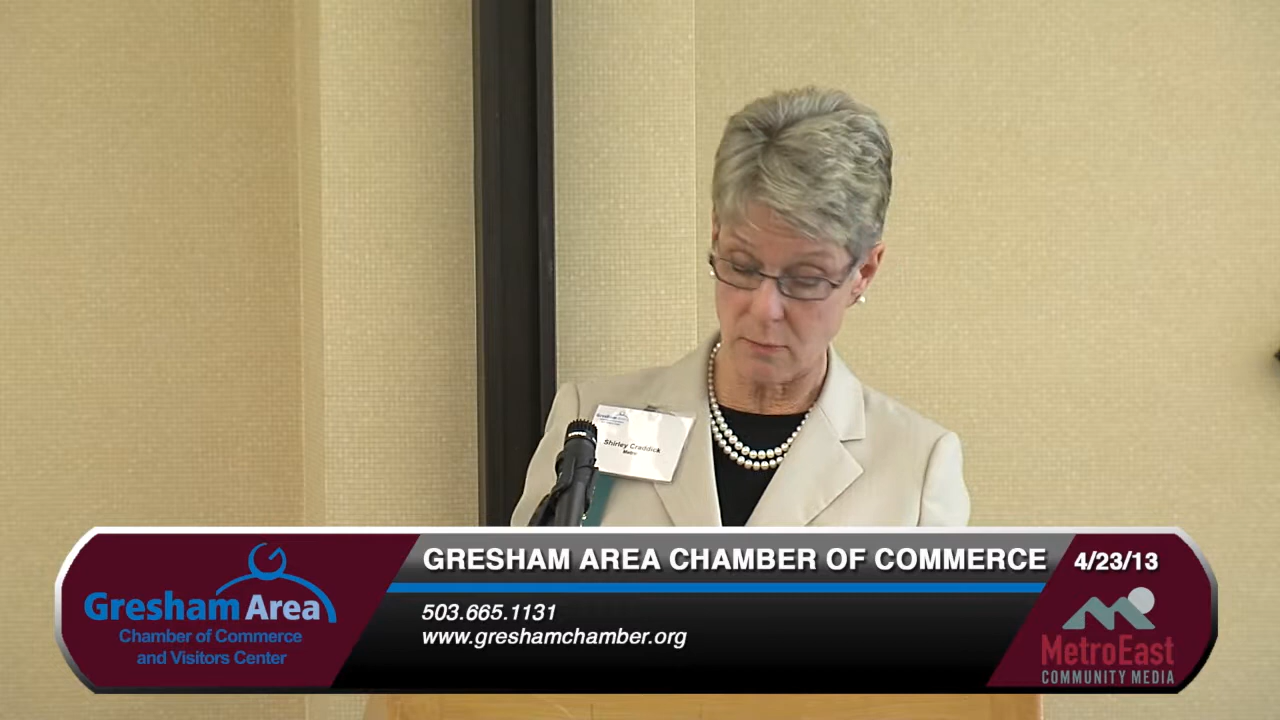 Shirley Craddick
Metro
GRESHAM AREA CHAMBER OF COMMERCE
4/23/13
Gresham Area
Chamber of Commerce
and Visitors Center
503.665.1131
www.greshamchamber.org
MetroEast
COMMUNITY MEDIA